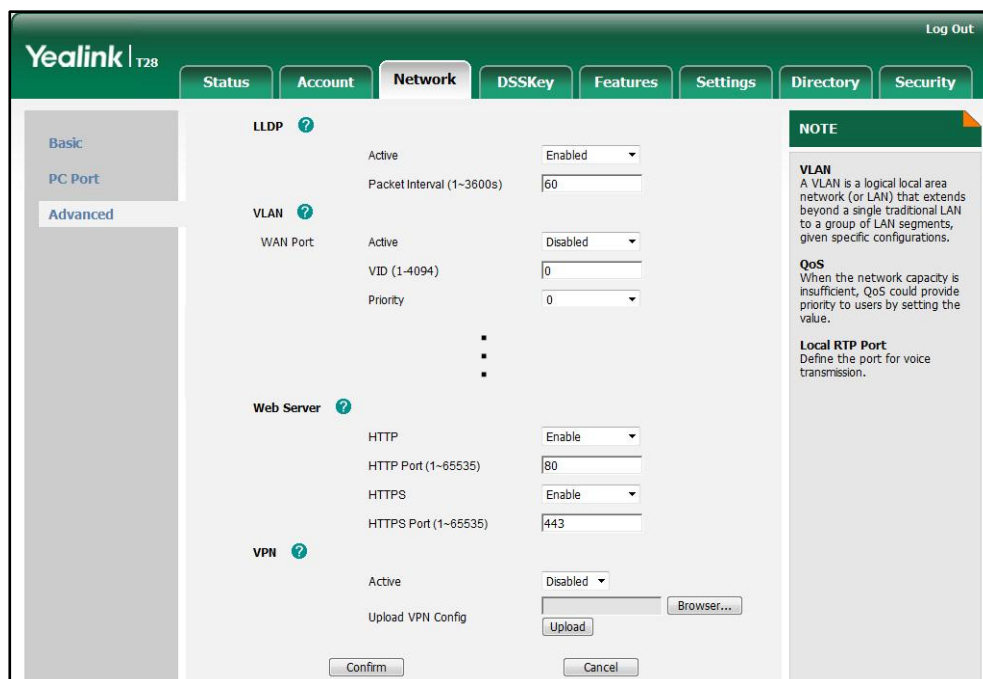 Log Out
Yealink T28
Status Account Network DSSKey Features Settings Directory Security
Basic
PC Port
Advanced
LLDP ?
Active Enabled
Packet Interval (1~3600s) 60
VLAN ?
WAN Port Active Disabled
VID (1-4094) 0
Priority 0
Web Server ?
HTTP Enable
HTTP Port (1~65535) 80
HTTPS Enable
HTTPS Port (1~65535) 443
VPN ?
Active Disabled
Upload VPN Config Browser...
Upload
Confirm Cancel
NOTE
VLAN
A VLAN is a logical local area
network (or LAN) that extends
beyond a single traditional LAN
to a group of LAN segments,
given specific configurations.
QoS
When the network capacity is
insufficient, QoS could provide
priority to users by setting the
value.
Local RTP Port
Define the port for voice
transmission.